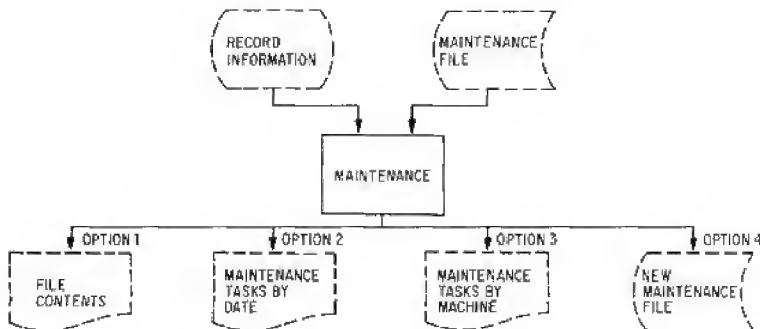 RECORD
INFORMATION
MAINTENANCE
FILE
MAINTENANCE
OPTION 1
OPTION 2
OPTION 3
OPTION 4
FILE
CONTENTS
MAINTENANCE
TASKS BY
DATE
MAINTENANCE
TASKS BY
MACHINE
NEW
MAINTENANCE
FILE